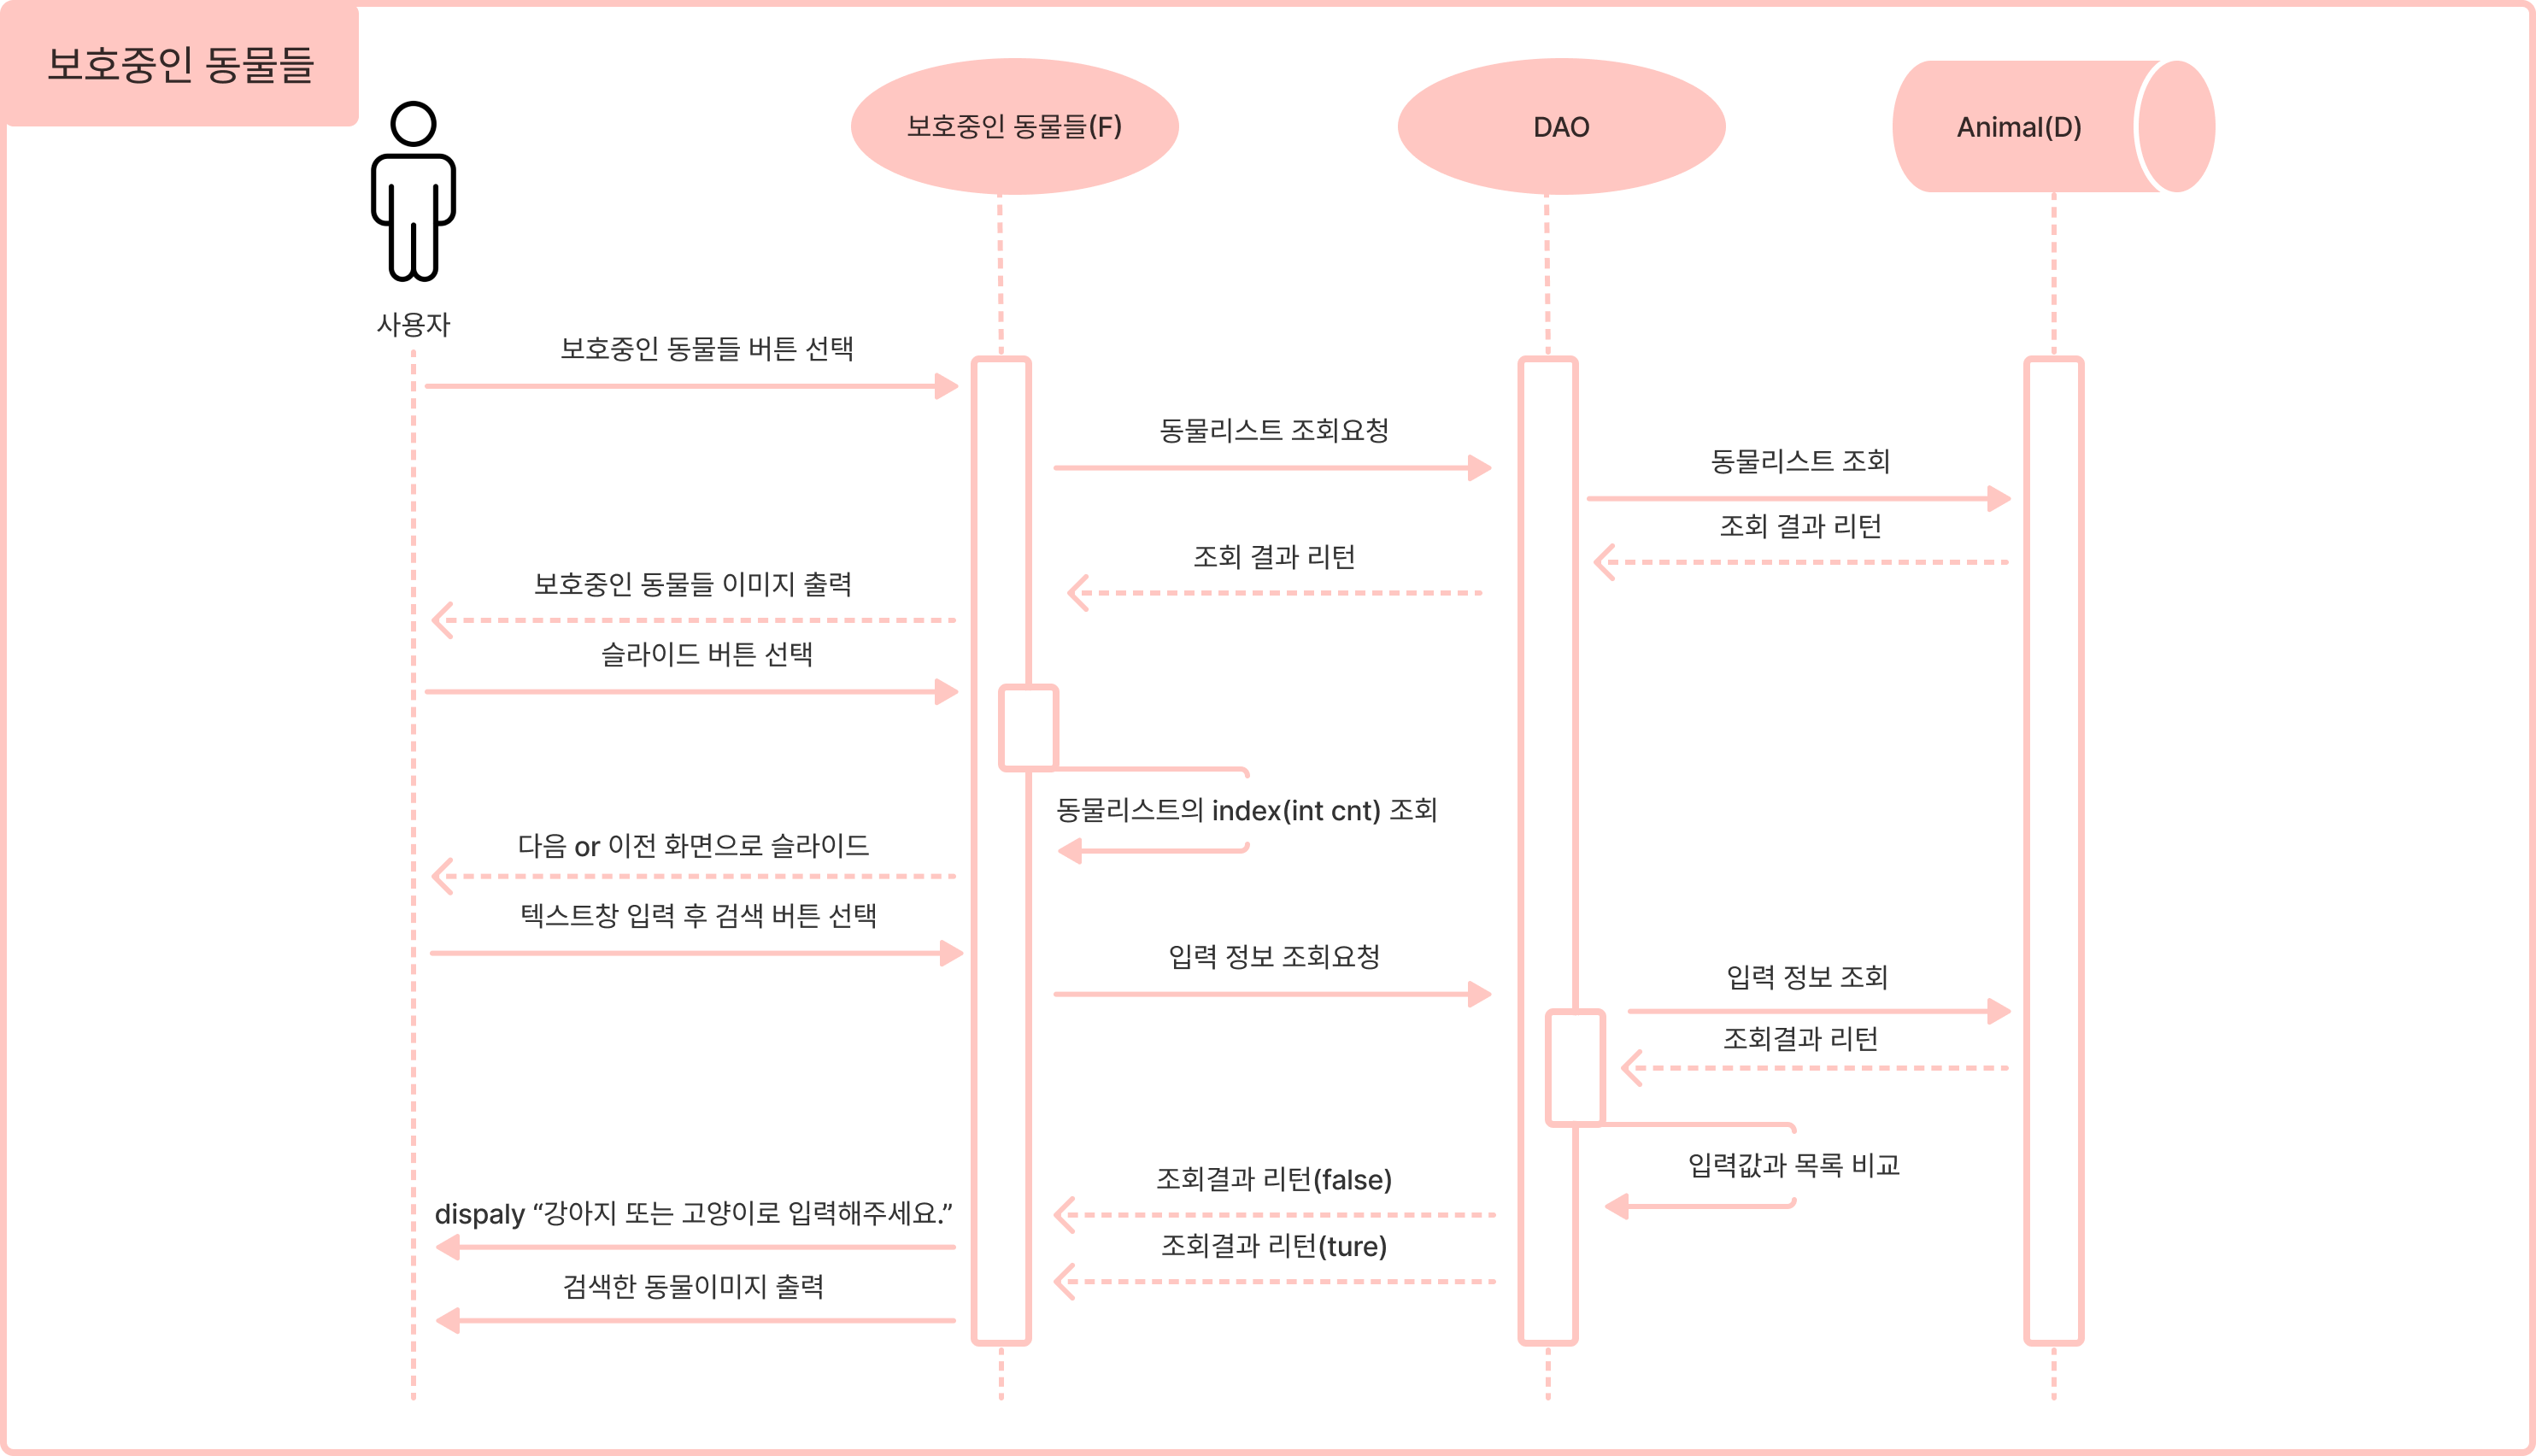 보호중인 동물들
보호중인 동물들(F)
DAO
Animal(D)
사용자
보호중인 동물들 버튼 선택
동물리스트 조회요청
동물리스트 조회
조회 결과 리턴
조회 결과 리턴
보호중인 동물들 이미지 출력
슬라이드 버튼 선택
동물리스트의 index(int cnt) 조회
다음 or 이전 화면으로 슬라이드
텍스트창 입력 후 검색 버튼 선택
입력 정보 조회요청
입력 정보 조회
조회결과 리턴
입력값과 목록 비교
조회결과 리턴(false)
dispaly “강아지 또는 고양이로 입력해주세요.”
조회결과 리턴(ture)
검색한 동물이미지 출력